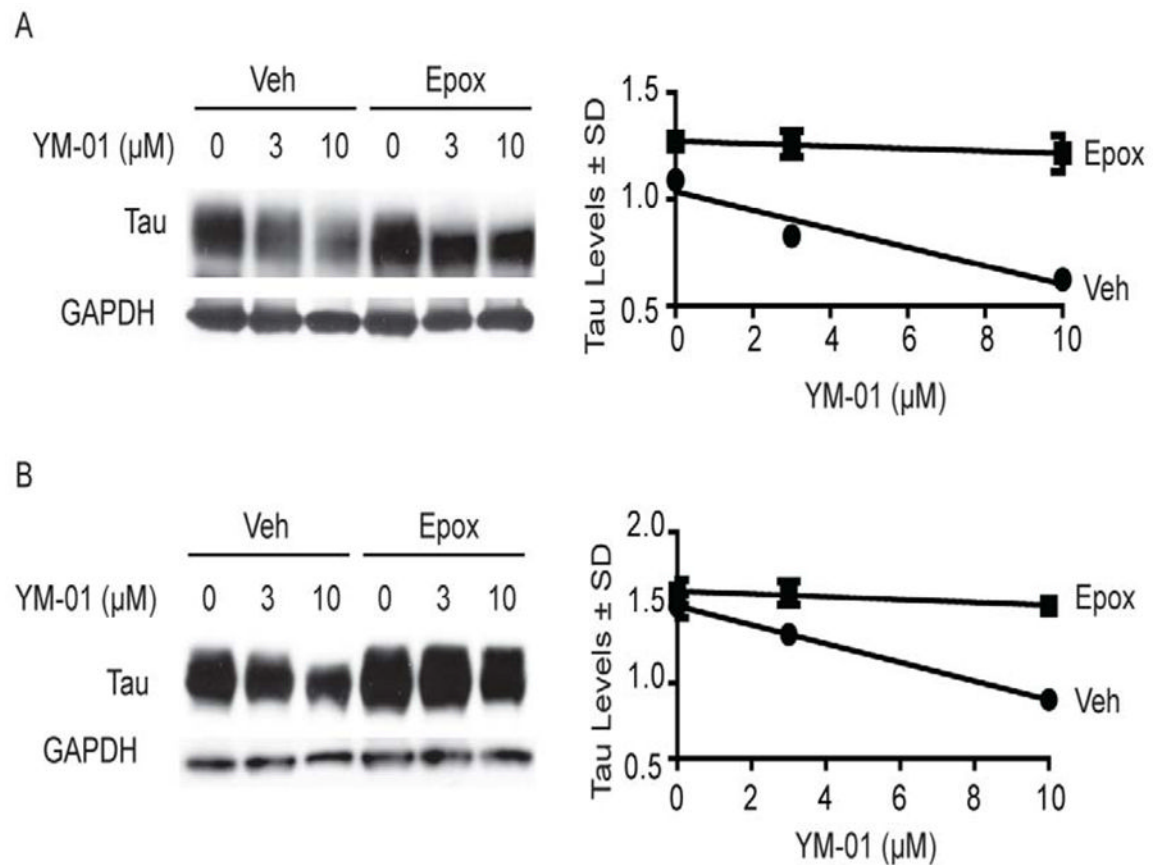 A
Veh Epox
YM-01 (µM) 0 3 10 0 3 10
Tau
GAPDH
Tau Levels ± SD
1.5
1.0
0.5
0 2 4 6 8 10
YM-01 (µM)
Epox
Veh
B
Veh Epox
YM-01 (µM) 0 3 10 0 3 10
Tau
GAPDH
Tau Levels ± SD
2.0
1.5
1.0
0.5
0 2 4 6 8 10
YM-01 (µM)
Epox
Veh